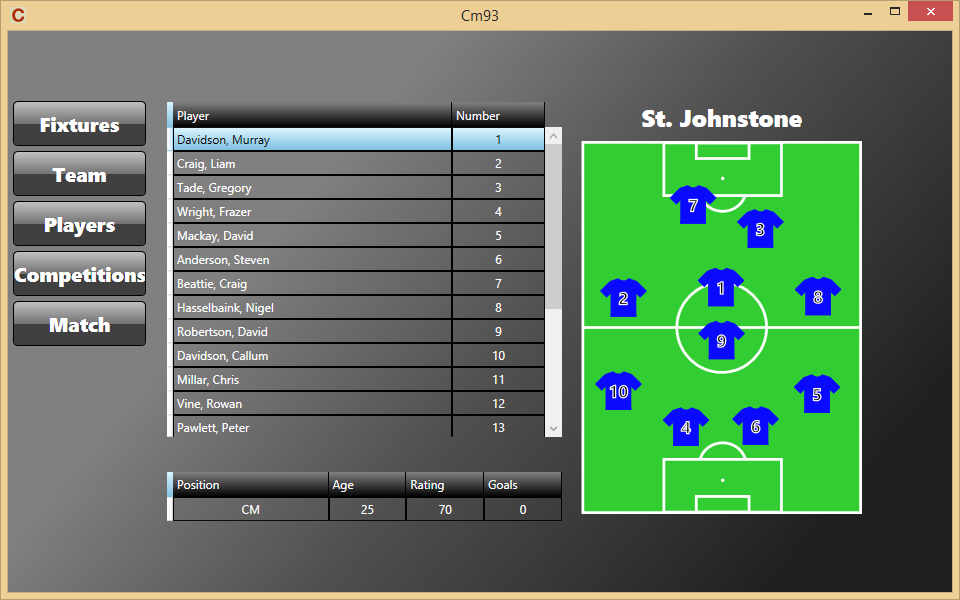 C Cm93
Fixtures
Team
Players
Competitions
Match
Player Number
Davidson, Murray 1
Craig, Liam 2
Tade, Gregory 3
Wright, Frazer 4
Mackay, David 5
Anderson, Steven 6
Beattie, Craig 7
Hasselbaink, Nigel 8
Robertson, David 9
Davidson, Callum 10
Millar, Chris 11
Vine, Rowan 12
Pawlett, Peter 13
Position Age Rating Goals
CM 25 70 0
St. Johnstone
7
3
2 1 8
9
10 5
4 6